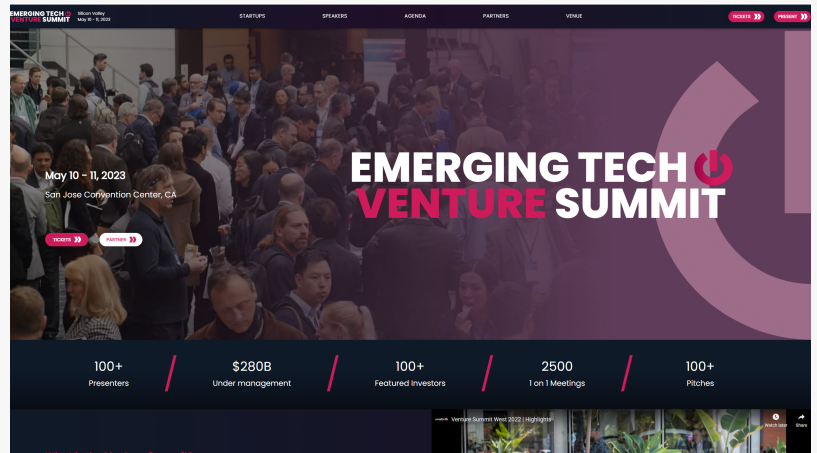 EMERGING TECH
VENTURE SUMMIT
Silicon Valley
May 10 - 11, 2023
STARTUPS
SPEAKERS
AGENDA
PARTNERS
VENUE
TICKETS
PRESENT
May 10 - 11, 2023
San Jose Convention Center, CA
TICKETS
PARTNER
EMERGING TECH
VENTURE SUMMIT
100+
Presenters
$280B
Under management
100+
Featured Investors
2500
1 on 1 Meetings
100+
Pitches
Venture Summit West 2022 | Highlights
Watch later
Share